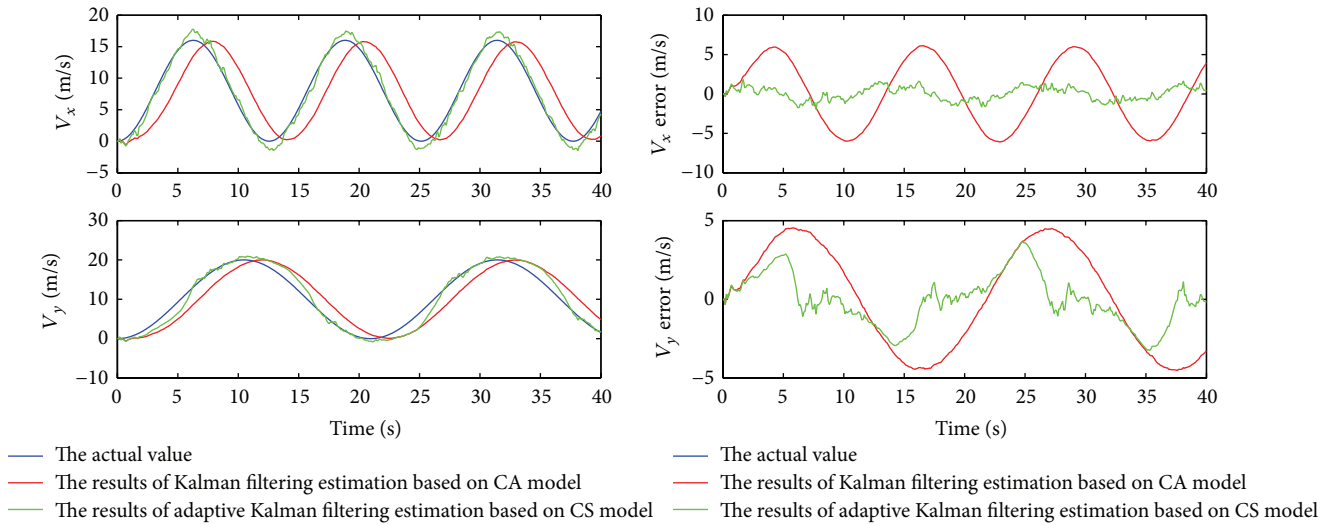 20
15
10
5
0
−5
V_x (m/s)
0 5 10 15 20 25 30 35 40
30
20
10
0
−10
V_y (m/s)
0 5 10 15 20 25 30 35 40
Time (s)
The actual value
The results of Kalman filtering estimation based on CA model
The results of adaptive Kalman filtering estimation based on CS model
10
5
0
−5
−10
V_x error (m/s)
0 5 10 15 20 25 30 35 40
5
0
−5
V_y error (m/s)
0 5 10 15 20 25 30 35 40
Time (s)
The actual value
The results of Kalman filtering estimation based on CA model
The results of adaptive Kalman filtering estimation based on CS model